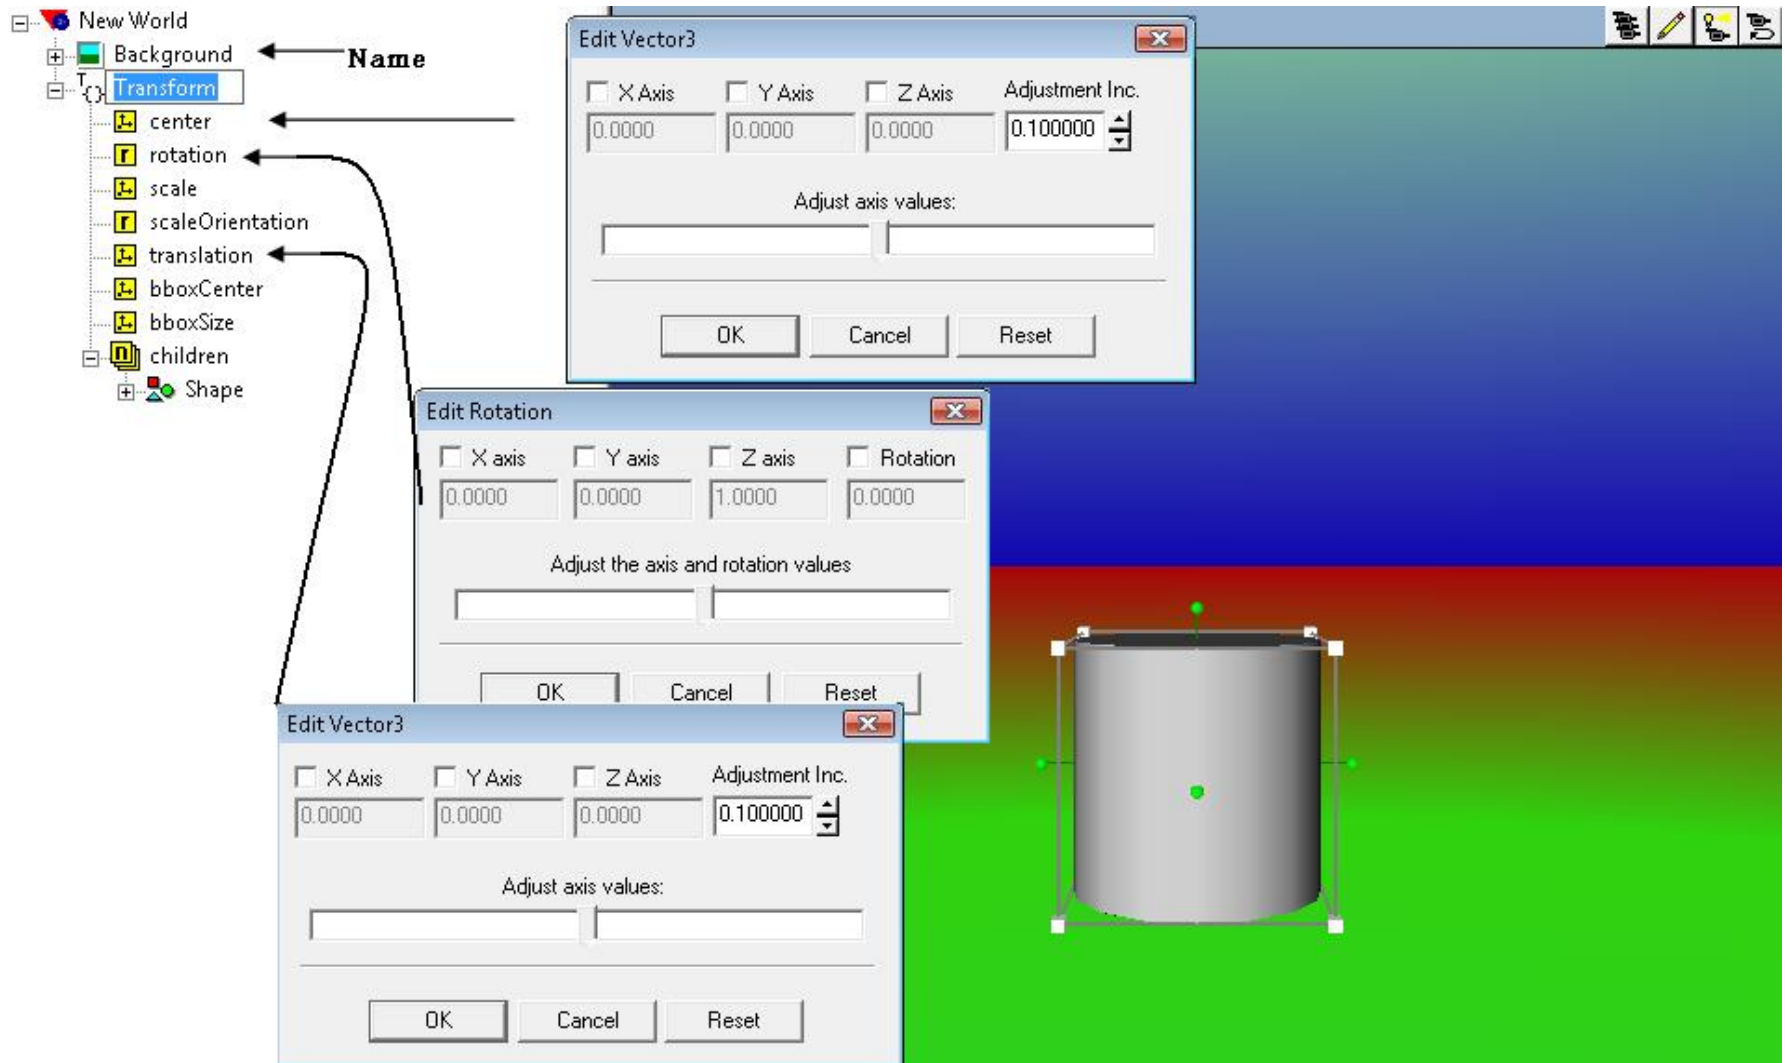 New World
Background
Name
Transform
center
rotation
scale
scaleOrientation
translation
bboxCenter
bboxSize
children
Shape
Edit Vector3
X Axis Y Axis Z Axis Adjustment Inc.
0.0000 0.0000 0.0000 0.100000
Adjust axis values:
OK Cancel Reset
Edit Rotation
X axis Y axis Z axis Rotation
0.0000 0.0000 1.0000 0.0000
Adjust the axis and rotation values
OK Cancel Reset
Edit Vector3
X Axis Y Axis Z Axis Adjustment Inc.
0.0000 0.0000 0.0000 0.100000
Adjust axis values:
OK Cancel Reset